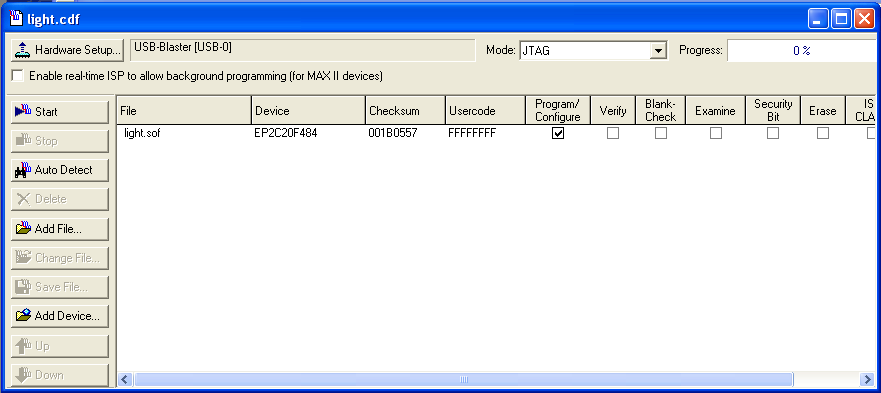 light.cdf
Hardware Setup... USB-Blaster [USB-0] Mode: JTAG Progress: 0 %
Enable real-time ISP to allow background programming (for MAX II devices)
Start
Stop
Auto Detect
Delete
Add File...
Change File...
Save File...
Add Device...
Up
Down
File Device Checksum Usercode Program/ Configure Verify Blank- Check Examine Security Bit Erase IS CLA
light.sof EP2C20F484 001B0557 FFFFFFFF